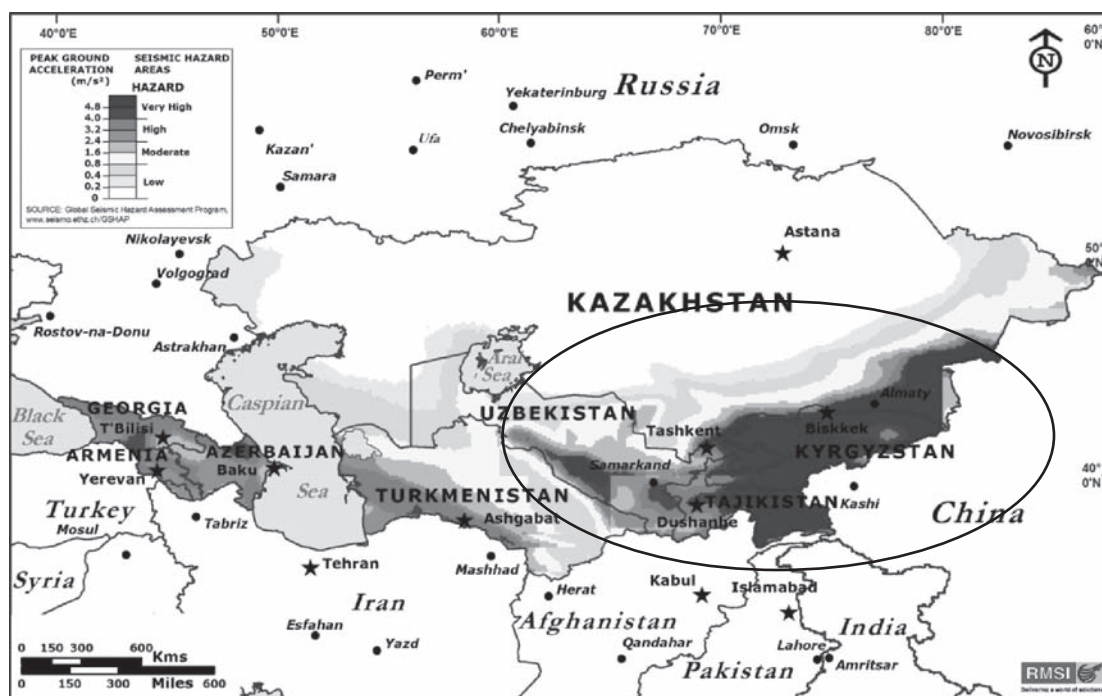 40°0'E 50°0'E 60°0'E 70°0'E 80°0'E 60°
0'N
PEAK GROUND ACCELERATION (m/s²)
SEISMIC HAZARD AREAS
HAZARD
4.8
4.0
3.2
2.4
1.6
0.8
0.4
0.2
0
Very High
High
Moderate
Low
SOURCE: Global Seismic Hazard Assessment Program,
www.seismo.ethz.ch/GSHAP
N
Perm'
Yekaterinburg
Russia
Ufa
Chelyabinsk
Omsk
Novosibirsk
Kazan'
Samara
Nikolayevsk
Volgograd
Astana
50°
0'N
KAZAKHSTAN
Rostov-na-Donu
Astrakhan
Aral
Sea
Caspian
Sea
Black
Sea
GEORGIA
T'Bilisi
ARMENIA
Yerevan
AZERBAIJAN
Baku
UZBEKISTAN
Tashkent
Samarkand
Almaty
Biskkek
KYRGYZSTAN
40°
0'N
TURKMENISTAN
Ashgabat
TAJIKISTAN
Dushanbe
Kashi
China
Turkey
Mosul
Tabriz
Syria
Tehran
Mashhad
Iran
Herat
Kabul
Islamabad
Afghanistan
India
Esfahan
Yazd
Qandahar
Pakistan
Lahore
Amritsar
0 150 300 600
Kms
Miles
0 150 300 600
RMSI
Delivering a world of solutions